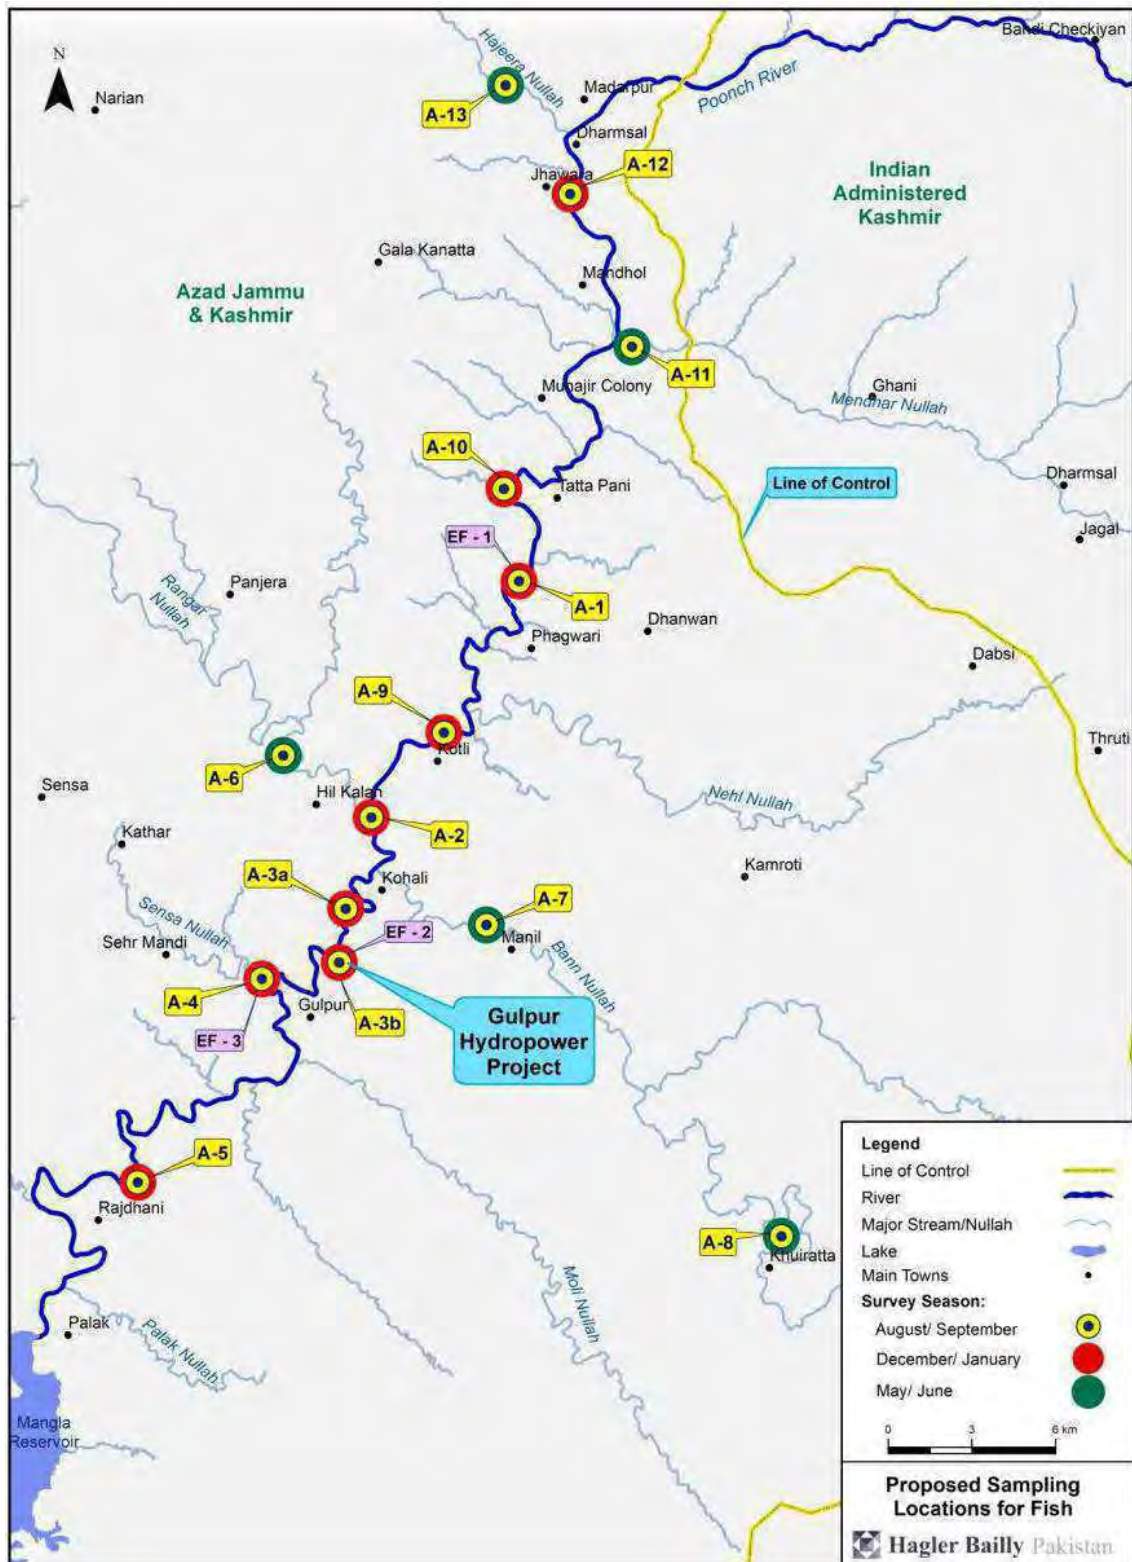 Bandi Checkiyan
Hajeera Nullah
N
Narian
Madarpur
Poonch River
A-13
Dharmsal
A-12
Jhawara
Indian
Administered
Kashmir
Gala Kanatta
Mandhol
Azad Jammu
& Kashmir
A-11
Muhajir Colony
Ghani
Mendhar Nullah
A-10
Tatta Pani
Line of Control
Dharmsal
EF - 1
Jagal
Rangar
Nullah
Panjera
A-1
Dhanwan
Phagwari
Dabsi
A-9
Kotli
Thruti
A-6
Sensa
Hil Kalan
Nehl Nullah
A-2
Kathar
A-3a
Kohali
Kamroti
A-7
Sensa Nullah
EF - 2
Sehr Mandi
Manil
Bann Nullah
A-4
Gulpur
A-3b
Gulpur
Hydropower
Project
EF - 3
A-5
Rajdhani
A-8
Khuiratta
Moli Nullah
Palak
Palak Nullah
Mangla
Reservoir
Legend
Line of Control
River
Major Stream/Nullah
Lake
Main Towns
Survey Season:
August/ September
December/ January
May/ June
0 3 6 km
Proposed Sampling
Locations for Fish
Hagler Bailly Pakistan